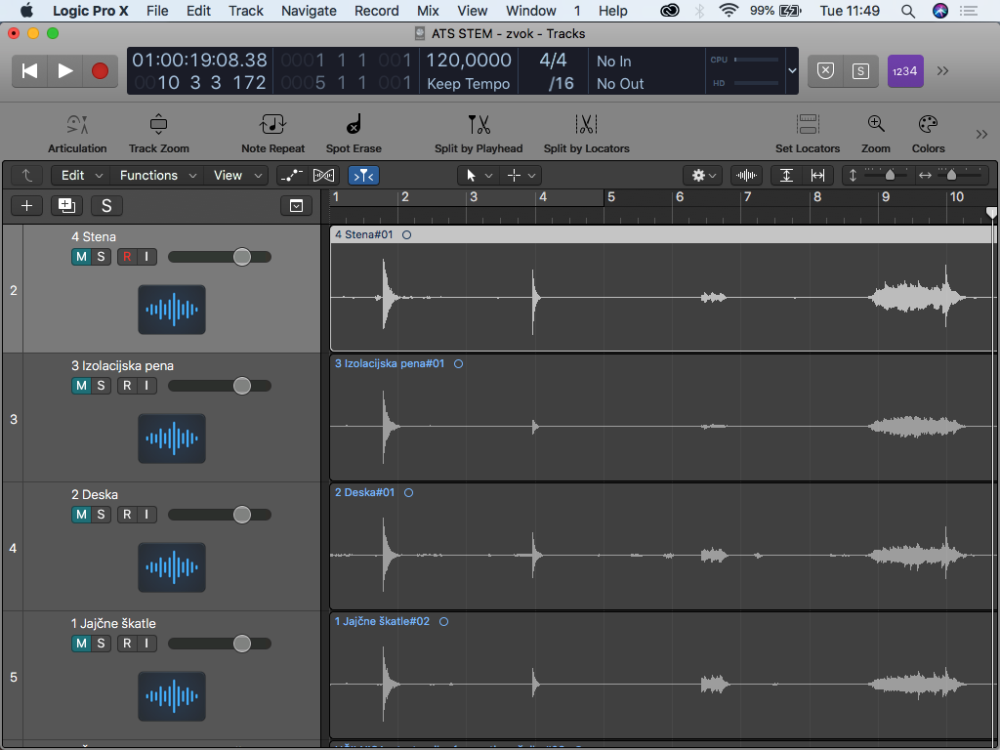 Logic Pro X File Edit Track Navigate Record Mix View Window 1 Help 99% Tue 11:49
ATS STEM - zvok - Tracks
01:00:19:08.38 0001 1 1 001 120,0000 4/4 No In CPU
0010 3 3 172 0005 1 1 001 Keep Tempo /16 No Out HD
S 1234
Articulation Track Zoom Note Repeat Spot Erase Split by Playhead Split by Locators Set Locators Zoom Colors
Edit Functions View
S 1 2 3 4 5 6 7 8 9 10
4 Stena 4 Stena#01
M S R I
2
3 Izolacijska pena 3 Izolacijska pena#01
M S R I
3
2 Deska 2 Deska#01
M S R I
4
1 Jajčne škatle 1 Jajčne škatle#02
M S R I
5